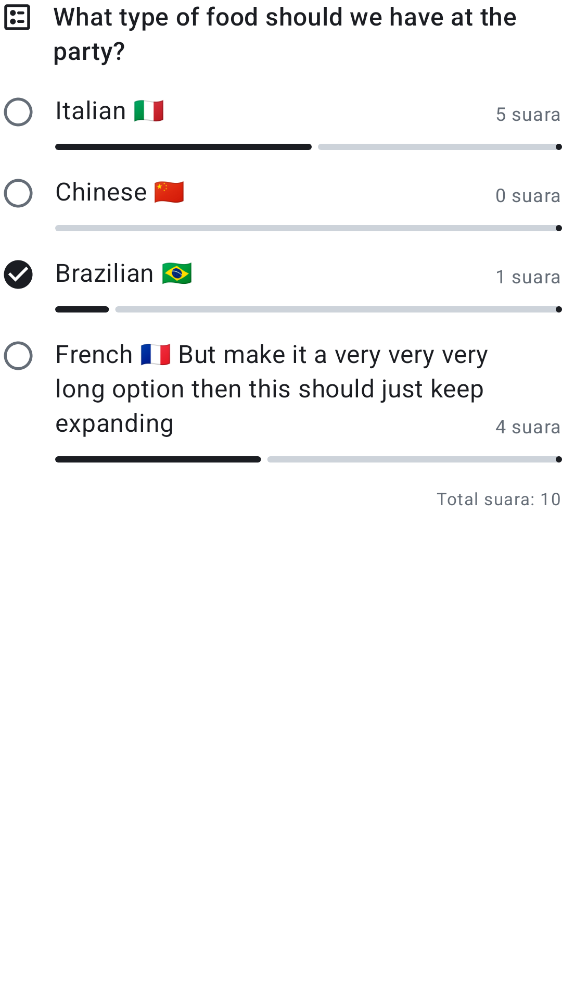 What type of food should we have at the
party?
Italian 🇮🇹
5 suara
Chinese 🇨🇳
0 suara
Brazilian 🇧🇷
1 suara
French 🇫🇷 But make it a very very very
long option then this should just keep
expanding
4 suara
Total suara: 10